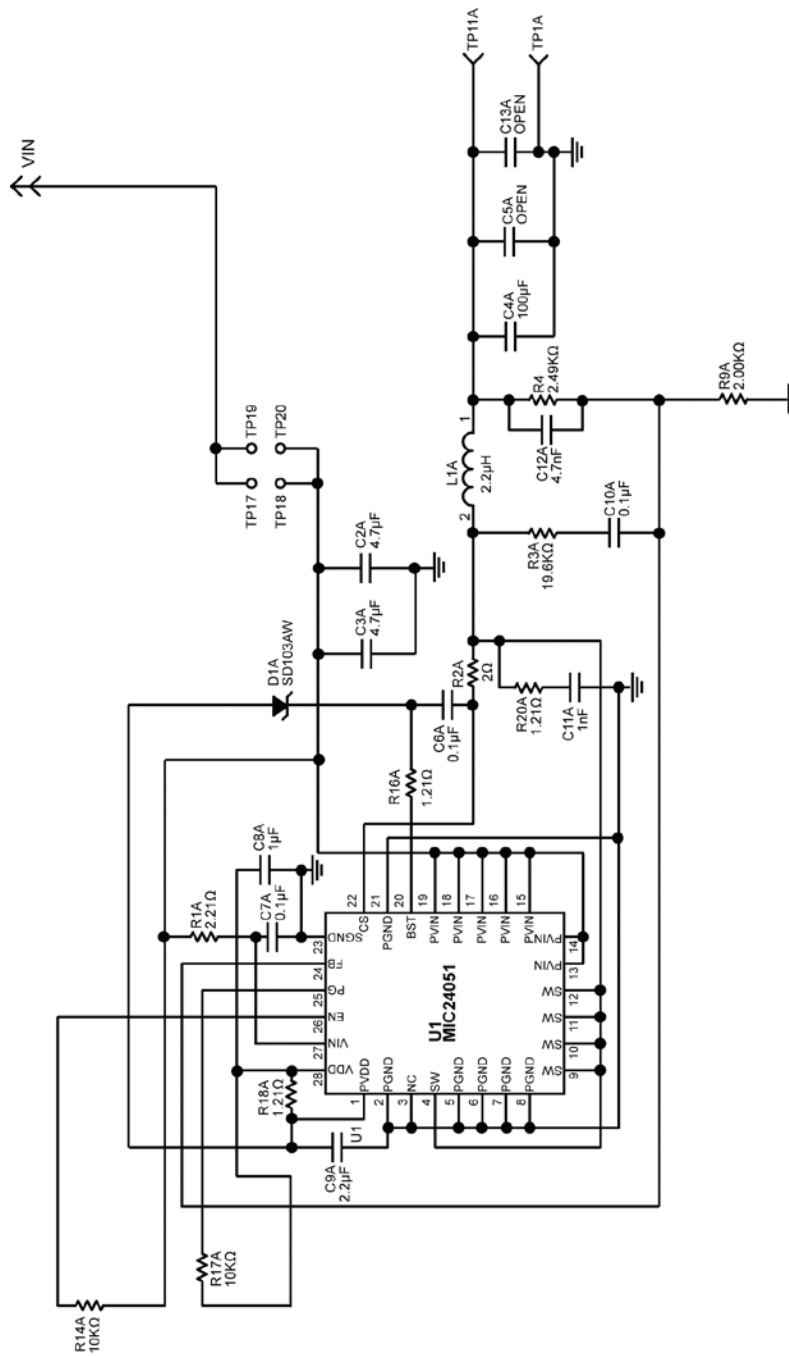 VIN
TP11A
TP1A
C13A
OPEN
C5A
OPEN
C4A
100µF
TP19
TP20
TP17
TP18
R4
2.49KΩ
C12A
4.7nF
R9A
2.00KΩ
1
L1A
2.2µH
2
R3A
19.6KΩ
C10A
0.1µF
C2A
4.7µF
C3A
4.7µF
D1A
SD103AW
R2A
2Ω
C6A
0.1µF
R20A
1.21Ω
C11A
1nF
R16A
1.21Ω
C8A
1µF
R1A
2.21Ω
C7A
0.1µF
22
CS
21
PGND
20
BST
19
PVIN
18
PVIN
17
PVIN
16
PVIN
15
PVIN
SGND
23
FB
24
PG
25
EN
26
VIN
27
VDD
28
PVIN
14
PVIN
13
SW
12
SW
11
SW
10
SW
9
U1
MIC24051
R18A
1.21Ω
U1
PVDD
1
PGND
2
NC
3
SW
4
PGND
5
PGND
6
PGND
7
PGND
8
C9A
2.2µF
R17A
10KΩ
R14A
10KΩ